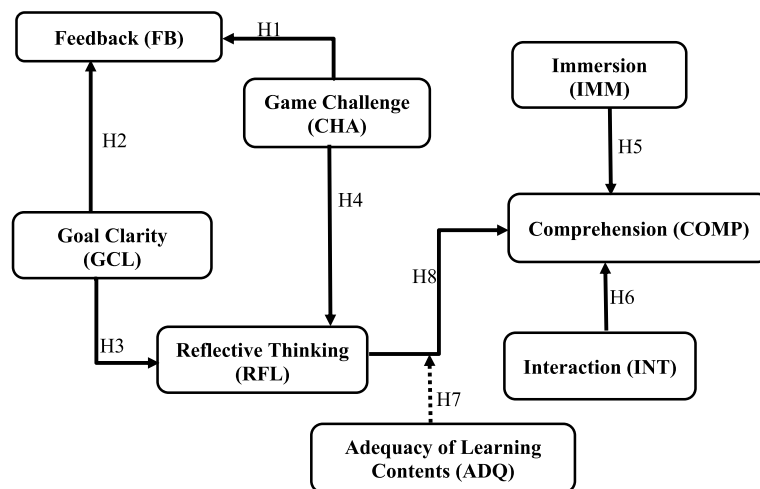 Feedback (FB)
H1
Game Challenge
(CHA)
Immersion
(IMM)
H2
H5
H4
Goal Clarity
(GCL)
Comprehension (COMP)
H8
H6
H3
Reflective Thinking
(RFL)
Interaction (INT)
H7
Adequacy of Learning
Contents (ADQ)